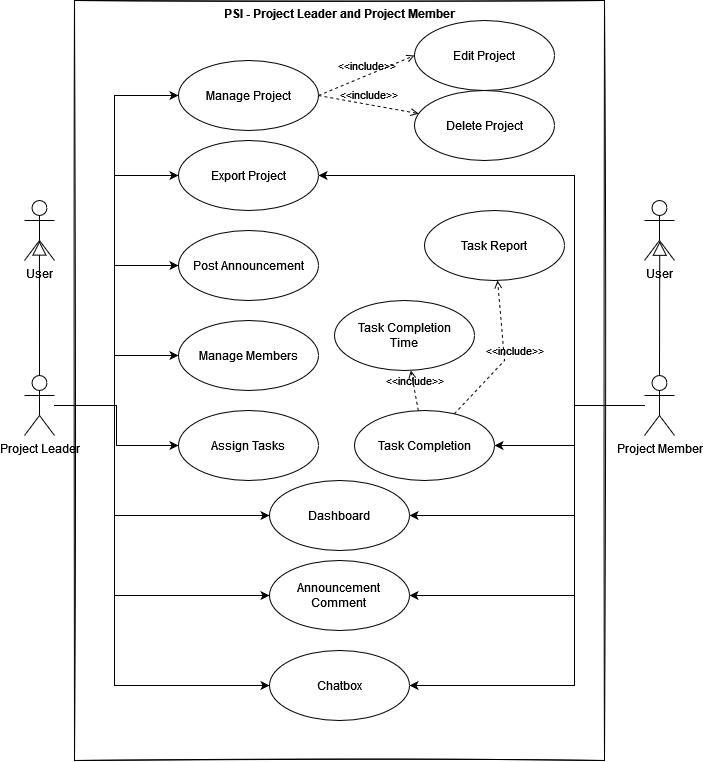 PSI - Project Leader and Project Member
Edit Project
<<include>>
Manage Project
<<include>>
Delete Project
Export Project
User
Task Report
User
Post Announcement
Task Completion
Time
Manage Members
<<include>>
<<include>>
Project Leader
Assign Tasks
Task Completion
Project Member
Dashboard
Announcement
Comment
Chatbox